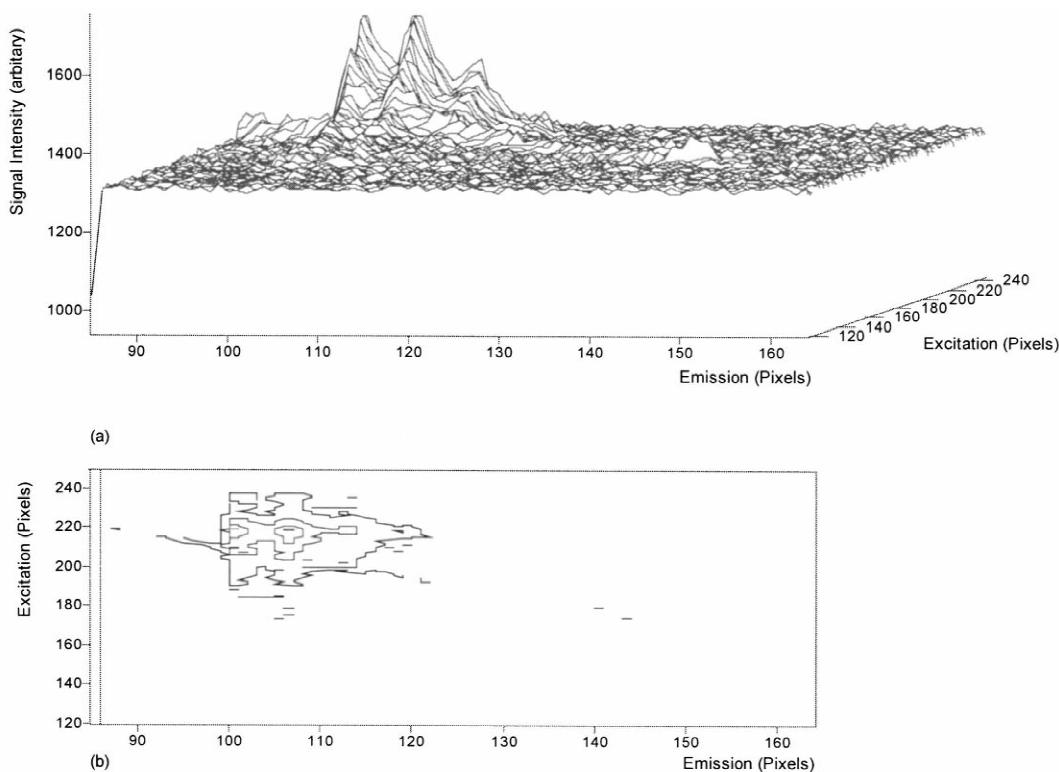 Signal Intensity (arbitary)
1600
1400
1200
1000
90 100 110 120 130 140 150 160
Emission (Pixels)
120 140 160 180 200 220 240
Excitation (Pixels)
(a)
Excitation (Pixels)
240
220
200
180
160
140
120
90 100 110 120 130 140 150 160
(b)
Emission (Pixels)